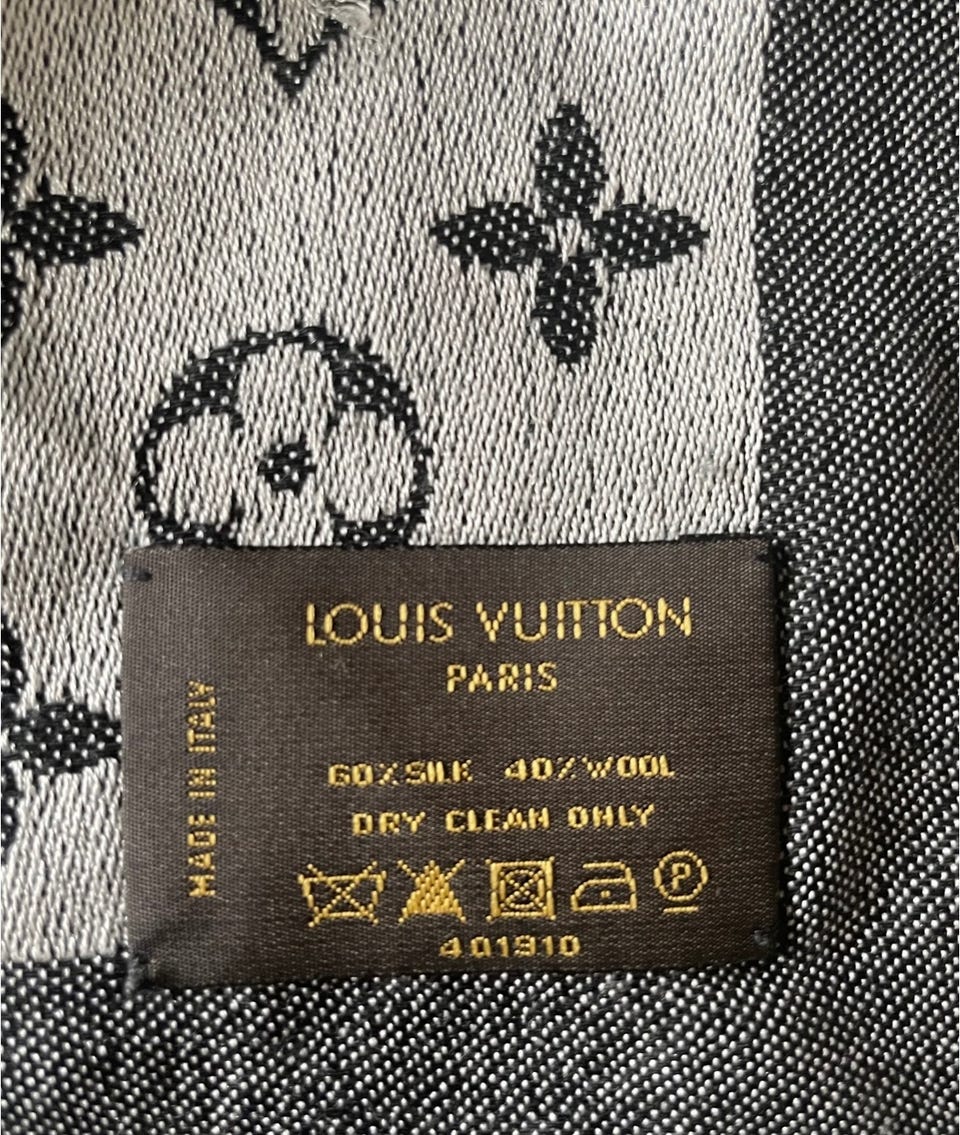 LOUIS VUITTON
PARIS
MADE IN ITALY
60% SILK 40% WOOL
DRY CLEAN ONLY
P
401910